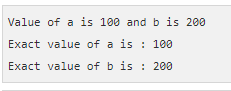 Value of a is 100 and b is 200
Exact value of a is : 100
Exact value of b is : 200